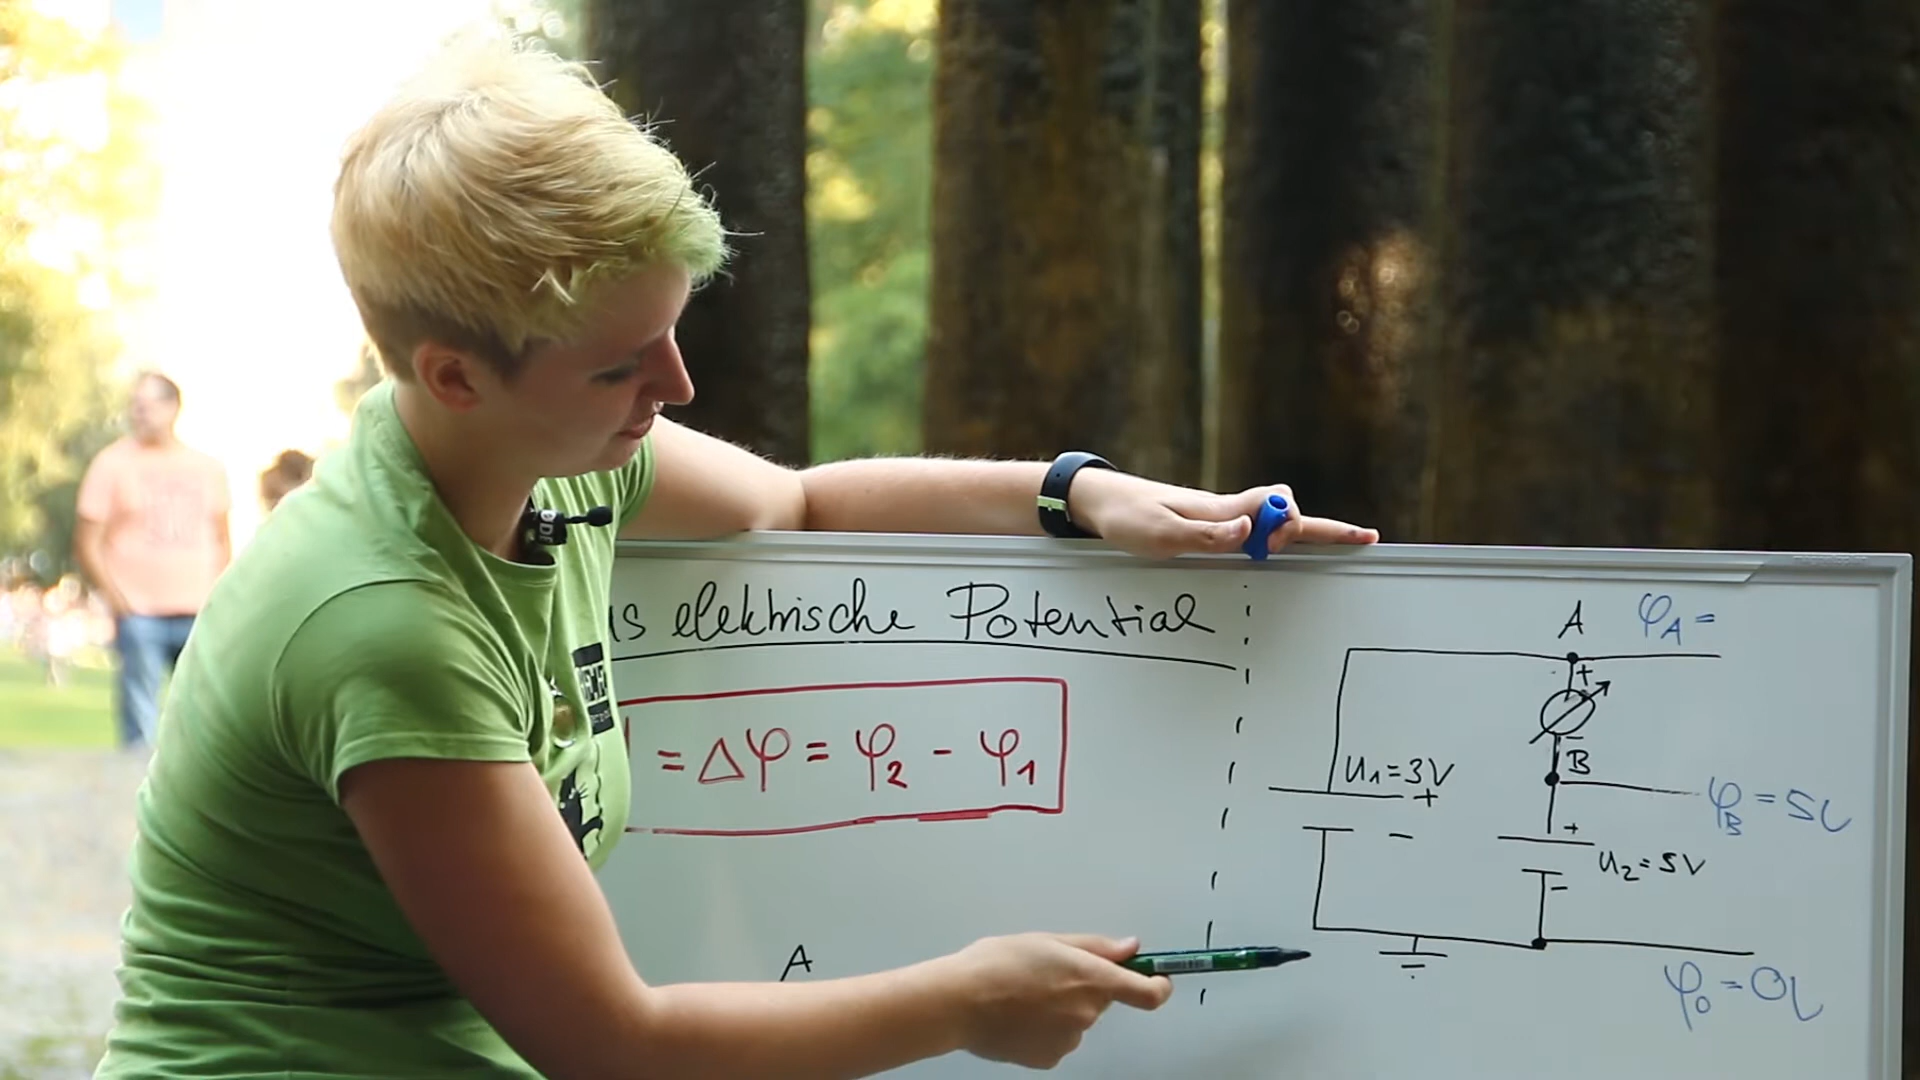 s elektrische Potential
= Δφ = φ₂ - φ₁
A
A
φA =
+
-
B
U₁=3V
+
-
φB = 5V
+
U₂=5V
-
φ₀ = 0V